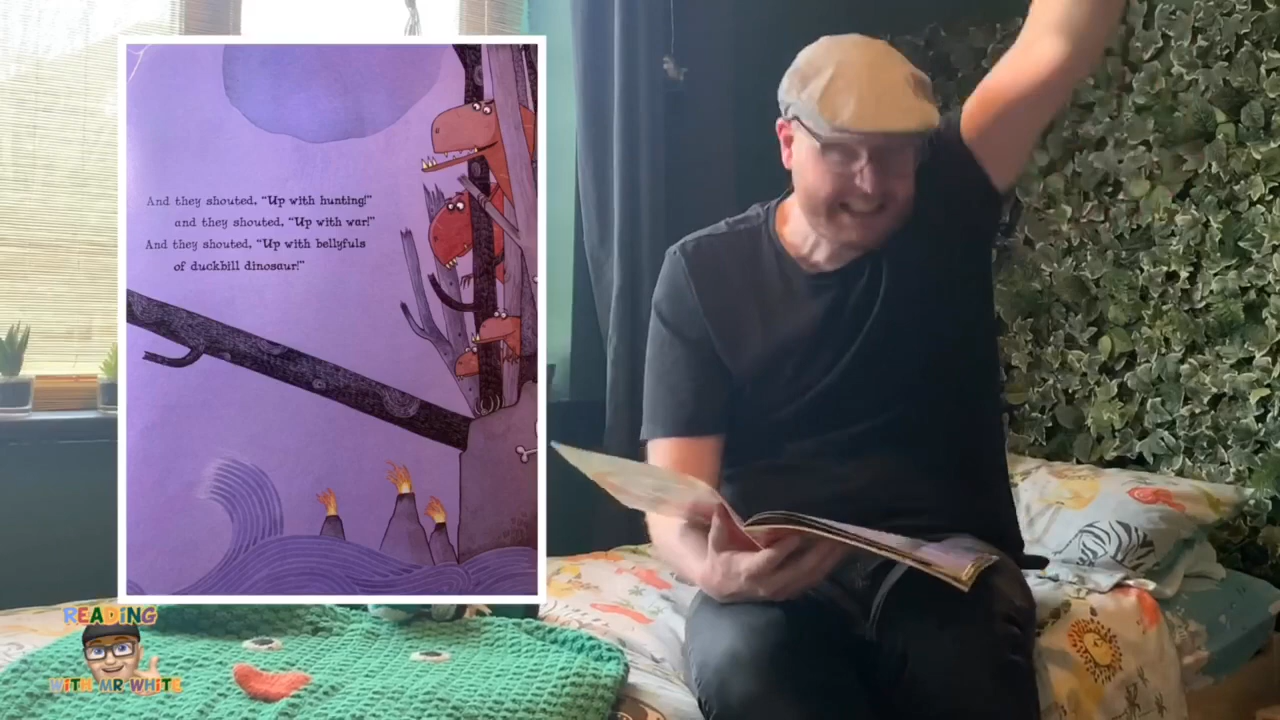 And they shouted, "Up with hunting!"
and they shouted, "Up with war!"
And they shouted, "Up with bellyfuls
of duckbill dinosaur!"
READING
WITH MR WHITE